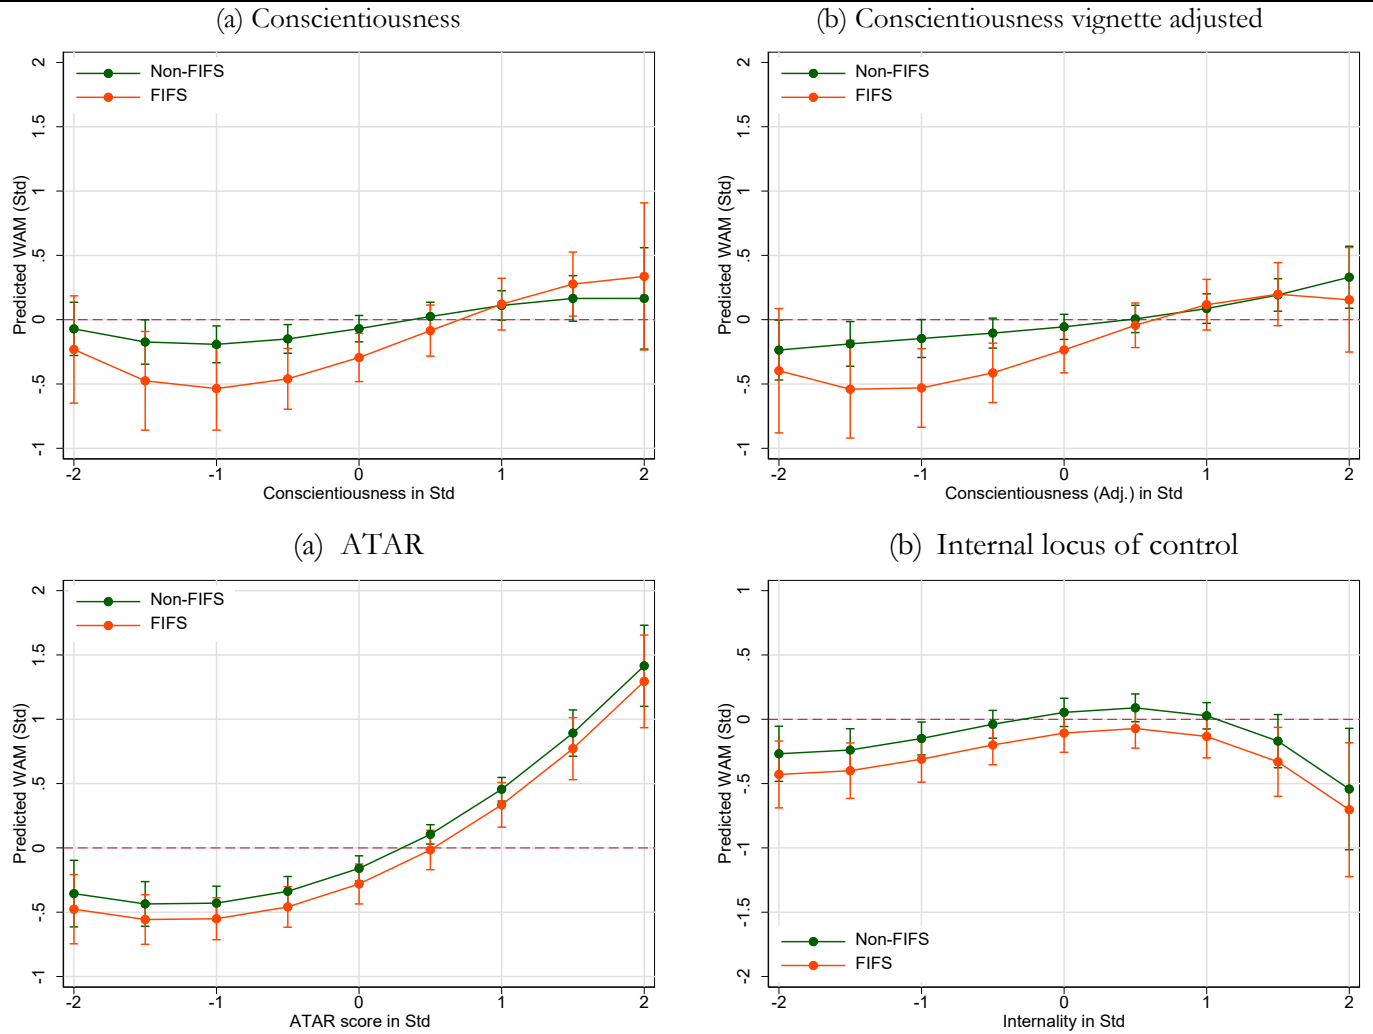 (a) Conscientiousness
2
1.5
1
.5
0
-.5
-1
Predicted WAM (Std)
Non-FIFS
FIFS
-2
-1
0
1
2
Conscientiousness in Std
(b) Conscientiousness vignette adjusted
2
1.5
1
.5
0
-.5
-1
Predicted WAM (Std)
Non-FIFS
FIFS
-2
-1
0
1
2
Conscientiousness (Adj.) in Std
(a) ATAR
2
1.5
1
.5
0
-.5
-1
Predicted WAM (Std)
Non-FIFS
FIFS
-2
-1
0
1
2
ATAR score in Std
(b) Internal locus of control
1
.5
0
-.5
-1
-1.5
-2
Predicted WAM (Std)
Non-FIFS
FIFS
-2
-1
0
1
2
Internality in Std